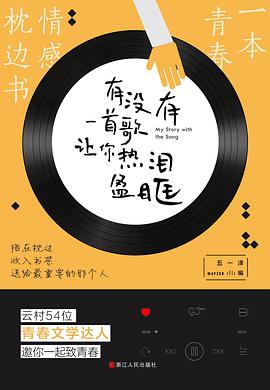 一本青春
情感枕边书
有没有
一首歌
My Story with
the Song
让你热泪
盈眶
陪在枕边
收入书架
送给最重要的那个人
五一洋 编
云村54位
青春文学达人
邀你一起致青春
浙江人民出版社